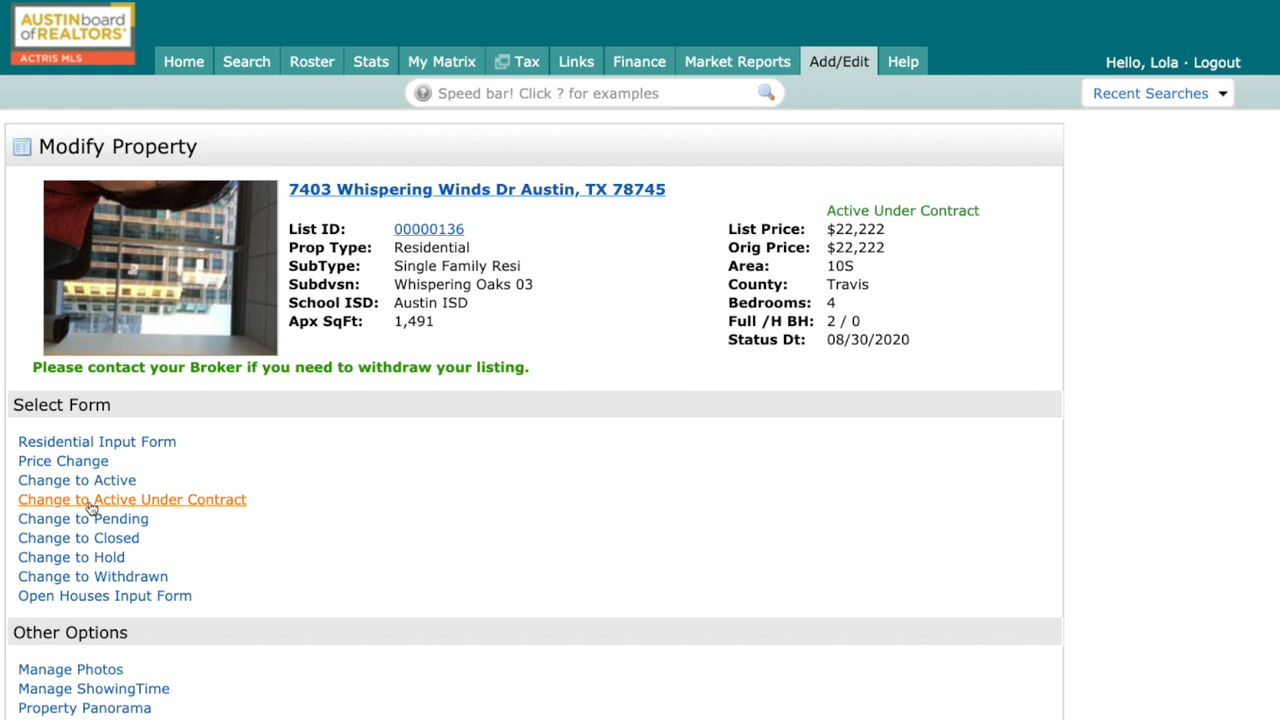 AUSTINboard
of REALTORS®
ACTRIS MLS
Home Search Roster Stats My Matrix Tax Links Finance Market Reports Add/Edit Help
Hello, Lola · Logout
? Speed bar! Click ? for examples
Recent Searches
Modify Property
7403 Whispering Winds Dr Austin, TX 78745
Active Under Contract
List ID: 00000136
Prop Type: Residential
SubType: Single Family Resi
Subdvsn: Whispering Oaks 03
School ISD: Austin ISD
Apx SqFt: 1,491
List Price: $22,222
Orig Price: $22,222
Area: 10S
County: Travis
Bedrooms: 4
Full /H BH: 2 / 0
Status Dt: 08/30/2020
Please contact your Broker if you need to withdraw your listing.
Select Form
Residential Input Form
Price Change
Change to Active
Change to Active Under Contract
Change to Pending
Change to Closed
Change to Hold
Change to Withdrawn
Open Houses Input Form
Other Options
Manage Photos
Manage ShowingTime
Property Panorama